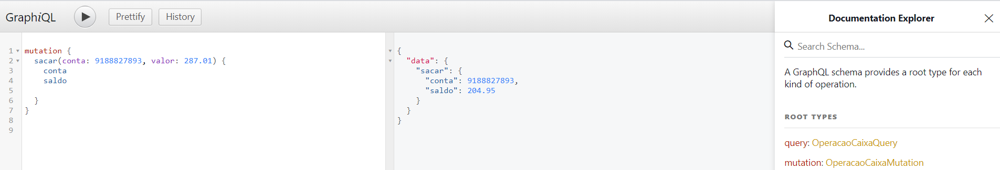 GraphiQL
Prettify
History
1 mutation {
2 sacar(conta: 9188827893, valor: 287.01) {
3 conta
4 saldo
5
6 }
7 }
8
9
{
"data": {
"sacar": {
"conta": 9188827893,
"saldo": 204.95
}
}
}
Documentation Explorer
Search Schema...
A GraphQL schema provides a root type for each
kind of operation.
ROOT TYPES
query: OperacaoCaixaQuery
mutation: OperacaoCaixaMutation